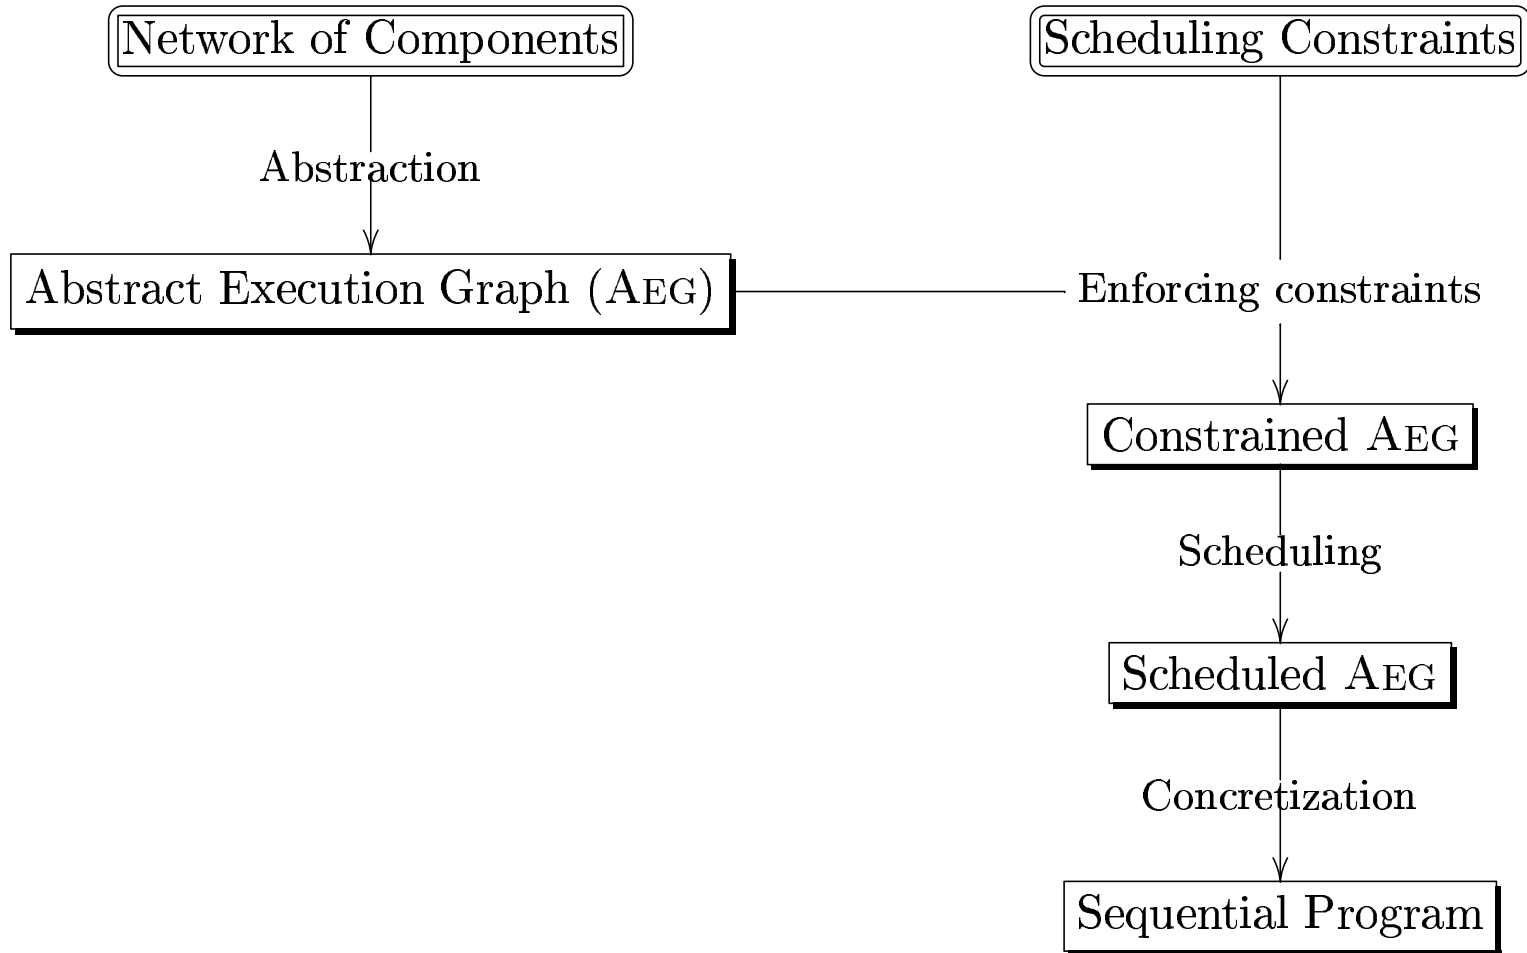 Network of Components
Scheduling Constraints
Abstraction
Abstract Execution Graph (AEG)
Enforcing constraints
Constrained AEG
Scheduling
Scheduled AEG
Concretization
Sequential Program